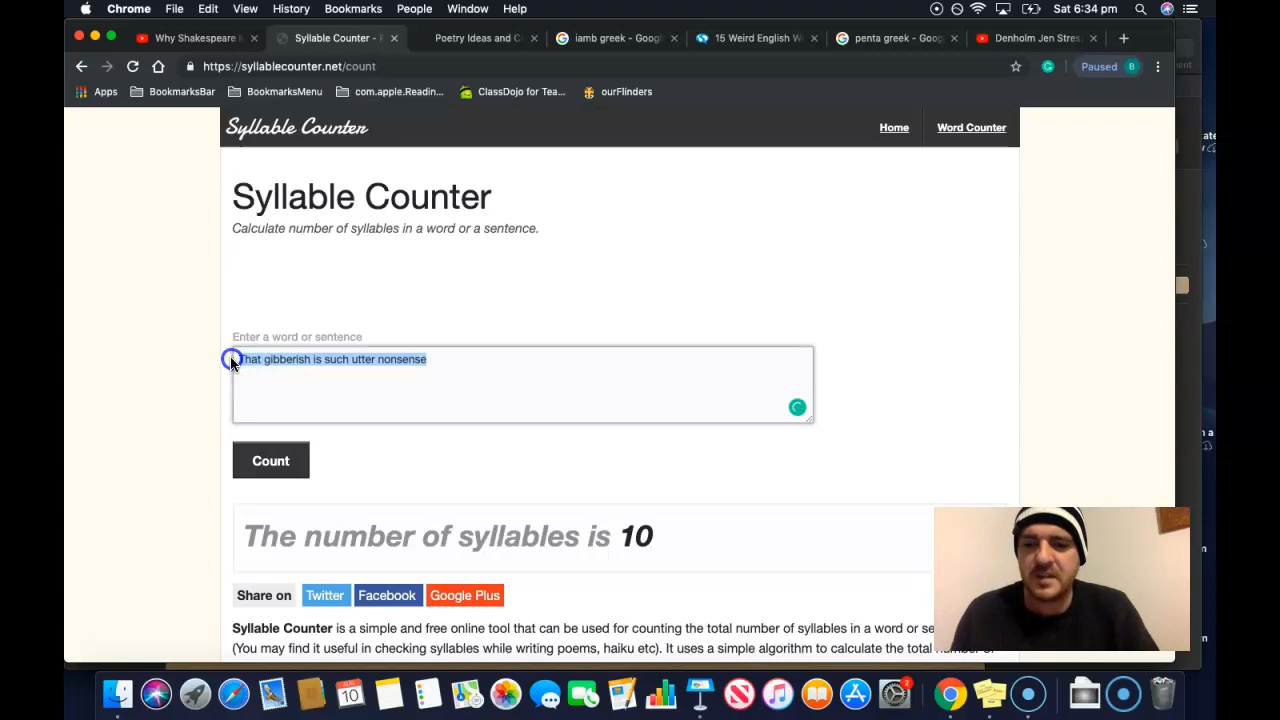 Chrome File Edit View History Bookmarks People Window Help Sat 6:34 pm
Why Shakespeare Syllable Counter - Poetry Ideas and C iamb greek - Goog 15 Weird English W penta greek - Goog Denholm Jen Stres
https://syllablecounter.net/count Paused B
Apps BookmarksBar BookmarksMenu com.apple.Readin... ClassDojo for Tea... ourFlinders
Syllable Counter Home Word Counter
Syllable Counter
Calculate number of syllables in a word or a sentence.
Enter a word or sentence
That gibberish is such utter nonsense
Count
The number of syllables is 10
Share on Twitter Facebook Google Plus
Syllable Counter is a simple and free online tool that can be used for counting the total number of syllables in a word or
(You may find it useful in checking syllables while writing poems, haiku etc). It uses a simple algorithm to calculate the total
AUG
10
2